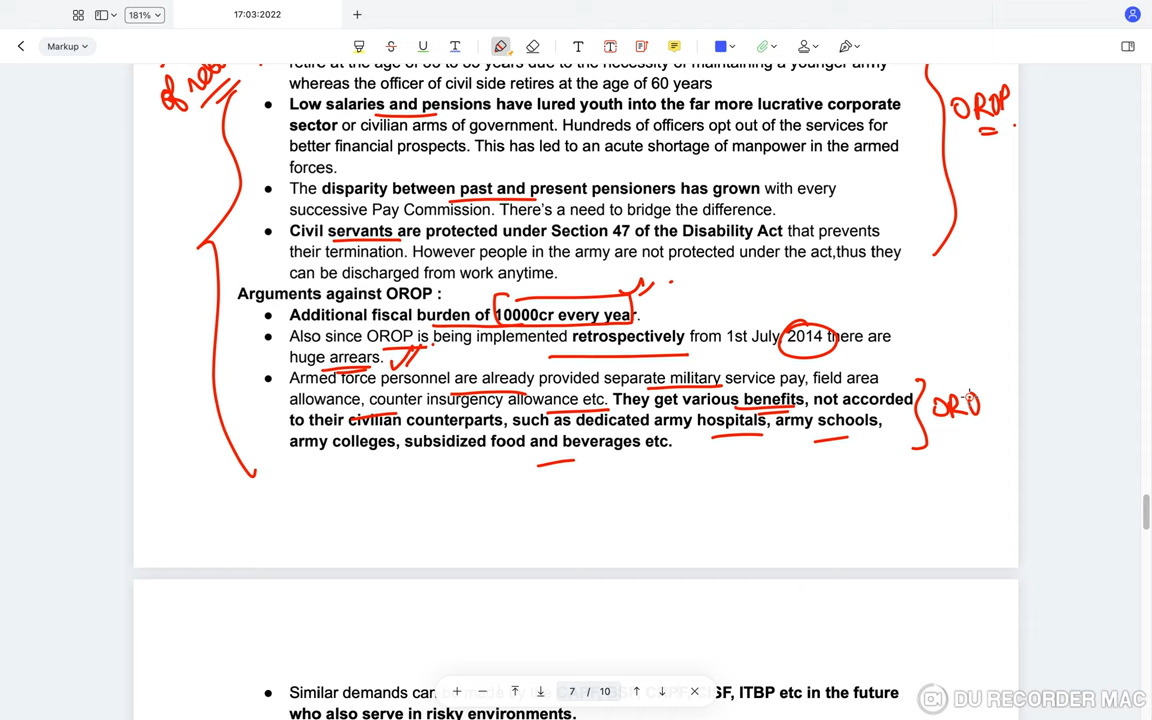 181%
17:03:2022
Markup
of
retire at the age of to years due to the necessity of maintaining a younger army
whereas the officer of civil side retires at the age of 60 years
● Low salaries and pensions have lured youth into the far more lucrative corporate
sector or civilian arms of government. Hundreds of officers opt out of the services for
better financial prospects. This has led to an acute shortage of manpower in the armed
forces.
OROP
● The disparity between past and present pensioners has grown with every
successive Pay Commission. There's a need to bridge the difference.
● Civil servants are protected under Section 47 of the Disability Act that prevents
their termination. However people in the army are not protected under the act,thus they
can be discharged from work anytime.
Arguments against OROP :
● Additional fiscal burden of 10000cr every year.
● Also since OROP is being implemented retrospectively from 1st July 2014 there are
huge arrears.
● Armed force personnel are already provided separate military service pay, field area
allowance, counter insurgency allowance etc. They get various benefits, not accorded
to their civilian counterparts, such as dedicated army hospitals, army schools,
army colleges, subsidized food and beverages etc.
ORO
● Similar demands can be made by the CAPF, BSF, CRPF, CISF, ITBP etc in the future
who also serve in risky environments.
7 / 10
DU RECORDER MAC